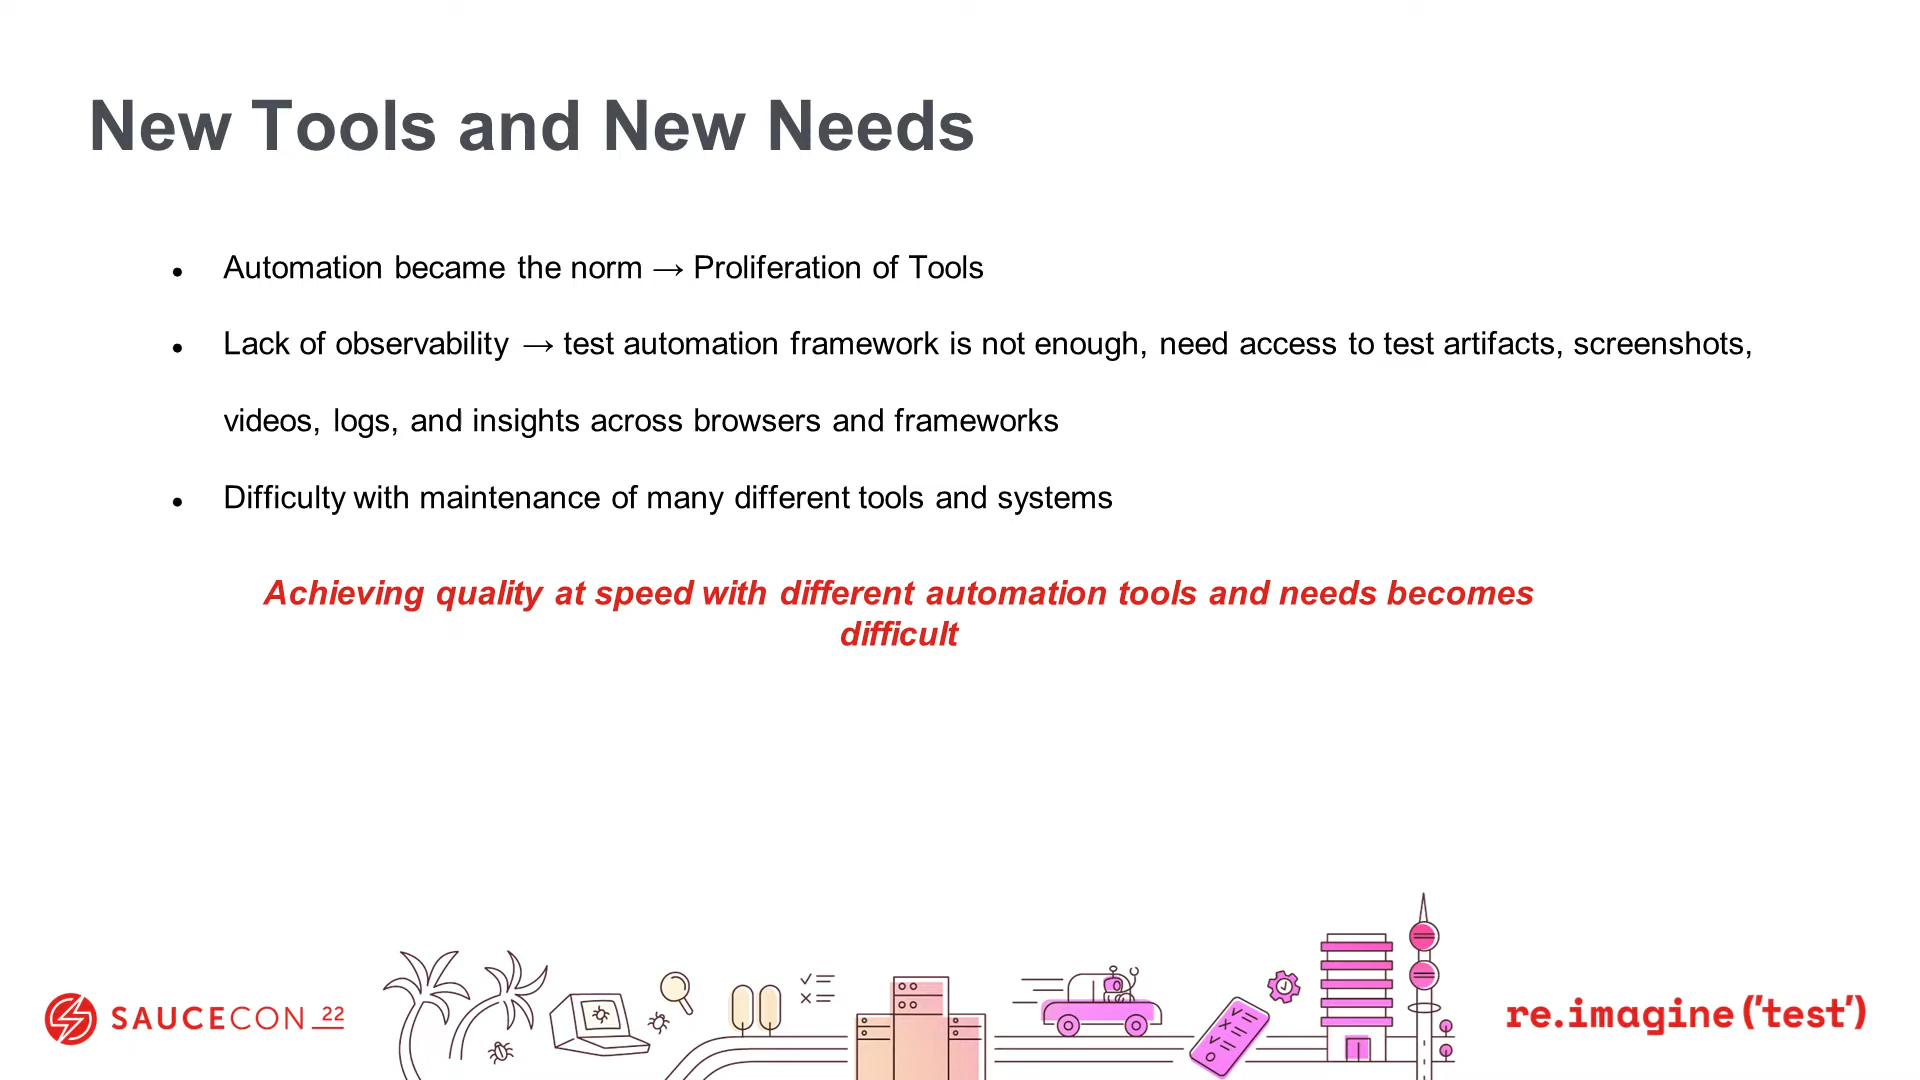 New Tools and New Needs
● Automation became the norm → Proliferation of Tools
● Lack of observability → test automation framework is not enough, need access to test artifacts, screenshots,
videos, logs, and insights across browsers and frameworks
● Difficulty with maintenance of many different tools and systems
Achieving quality at speed with different automation tools and needs becomes
difficult
SAUCECON_22
re.imagine('test')